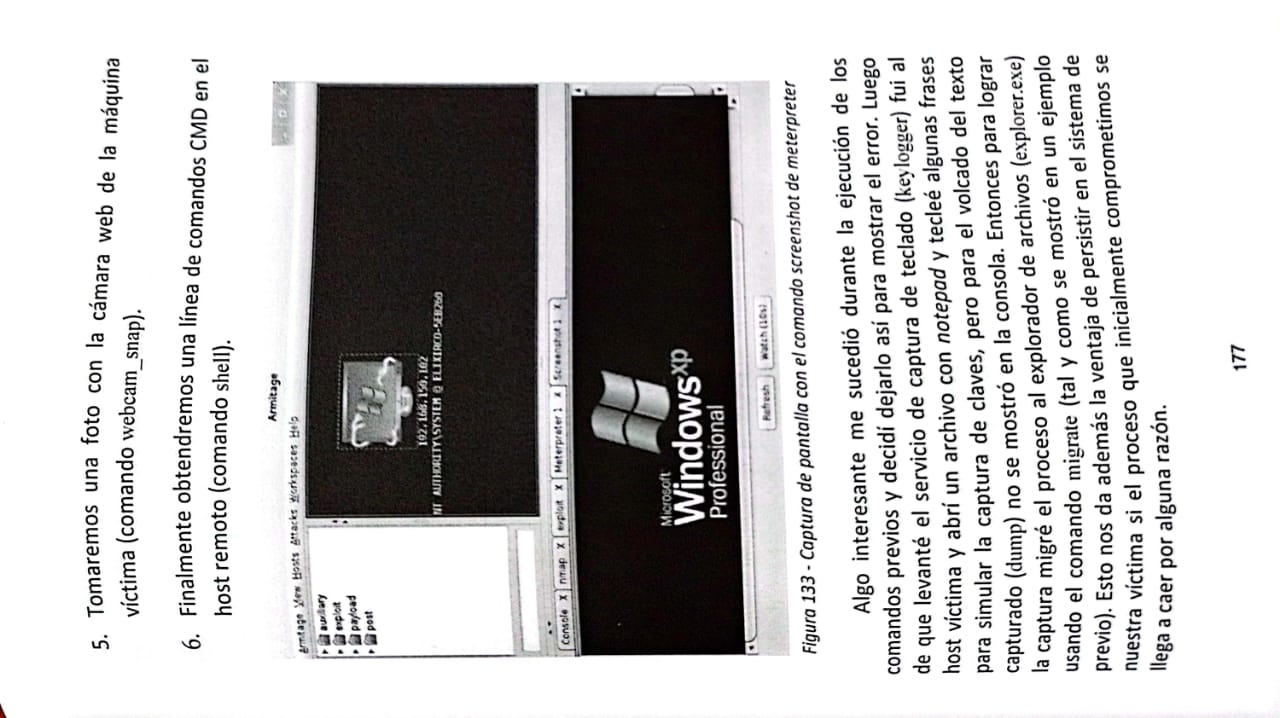 5. Tomaremos una foto con la cámara web de la máquina
víctima (comando webcam_snap).
6. Finalmente obtendremos una línea de comandos CMD en el
host remoto (comando shell).
Armitage
Armitage View Hosts Attacks Workspaces Help
auxiliary
exploit
payload
post
192.168.150.102
NT AUTHORITY\SYSTEM @ ELIXIRCO-5EB260
Console X nmap X exploit X Meterpreter 1 X Screenshot 1 X
Microsoft
Windows xp
Professional
Refresh Watch (10s)
Figura 133 - Captura de pantalla con el comando screenshot de meterpreter
Algo interesante me sucedió durante la ejecución de los
comandos previos y decidí dejarlo así para mostrar el error. Luego
de que levanté el servicio de captura de teclado (keylogger) fui al
host víctima y abrí un archivo con notepad y tecleé algunas frases
para simular la captura de claves, pero para el volcado del texto
capturado (dump) no se mostró en la consola. Entonces para lograr
la captura migré el proceso al explorador de archivos (explorer.exe)
usando el comando migrate (tal y como se mostró en un ejemplo
previo). Esto nos da además la ventaja de persistir en el sistema de
nuestra víctima si el proceso que inicialmente comprometimos se
llega a caer por alguna razón.
177